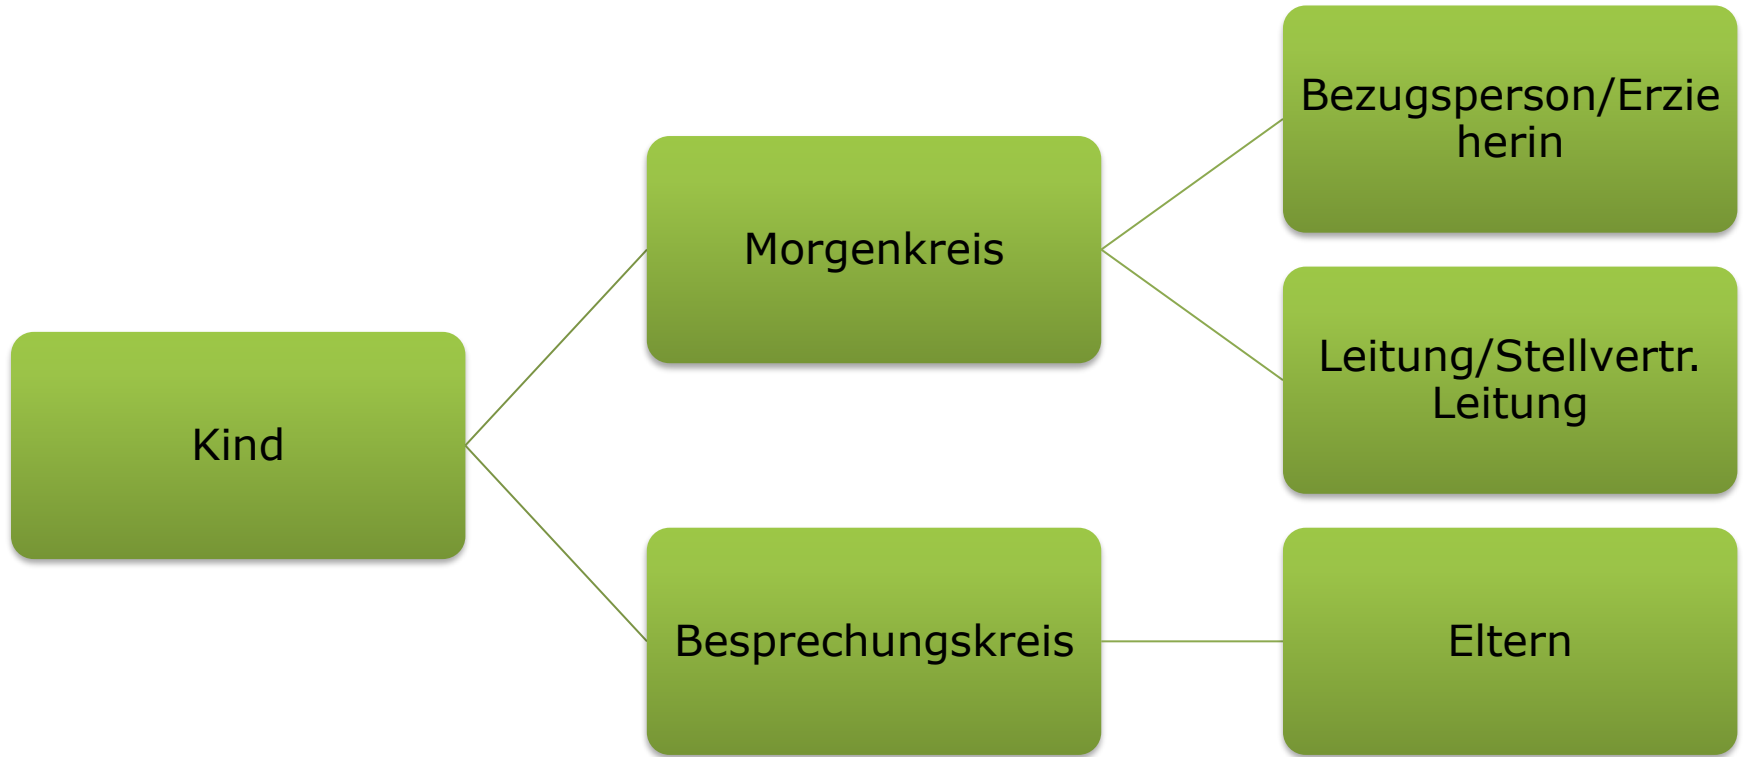 Kind
Morgenkreis
Bezugsperson/Erzie
herin
Leitung/Stellvertr.
Leitung
Besprechungskreis
Eltern